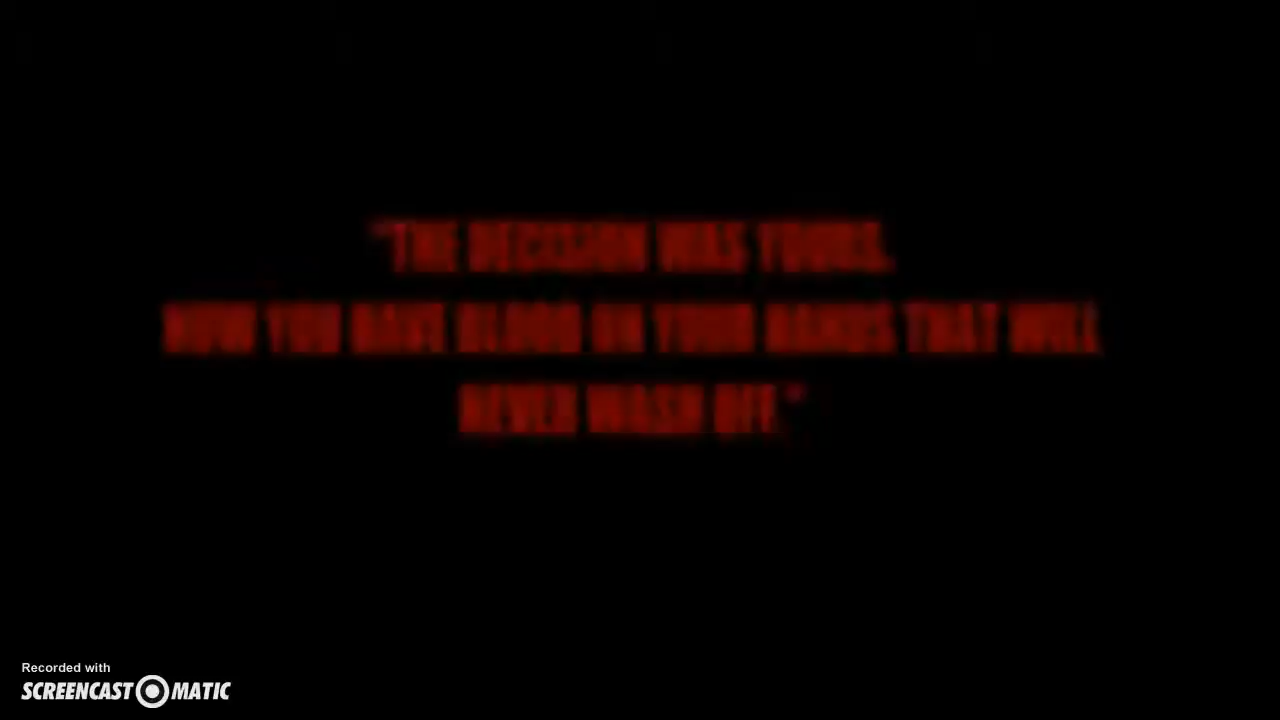 "THE DECISION WAS YOURS.
NOW YOU HAVE BLOOD ON YOUR HANDS THAT WILL
NEVER WASH OFF."
Recorded with
SCREENCAST MATIC